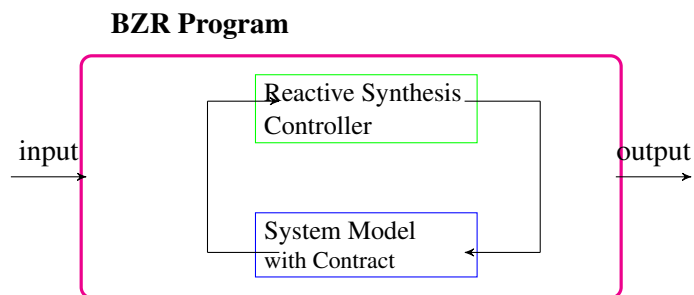 BZR Program
Reactive Synthesis
Controller
input
output
System Model
with Contract